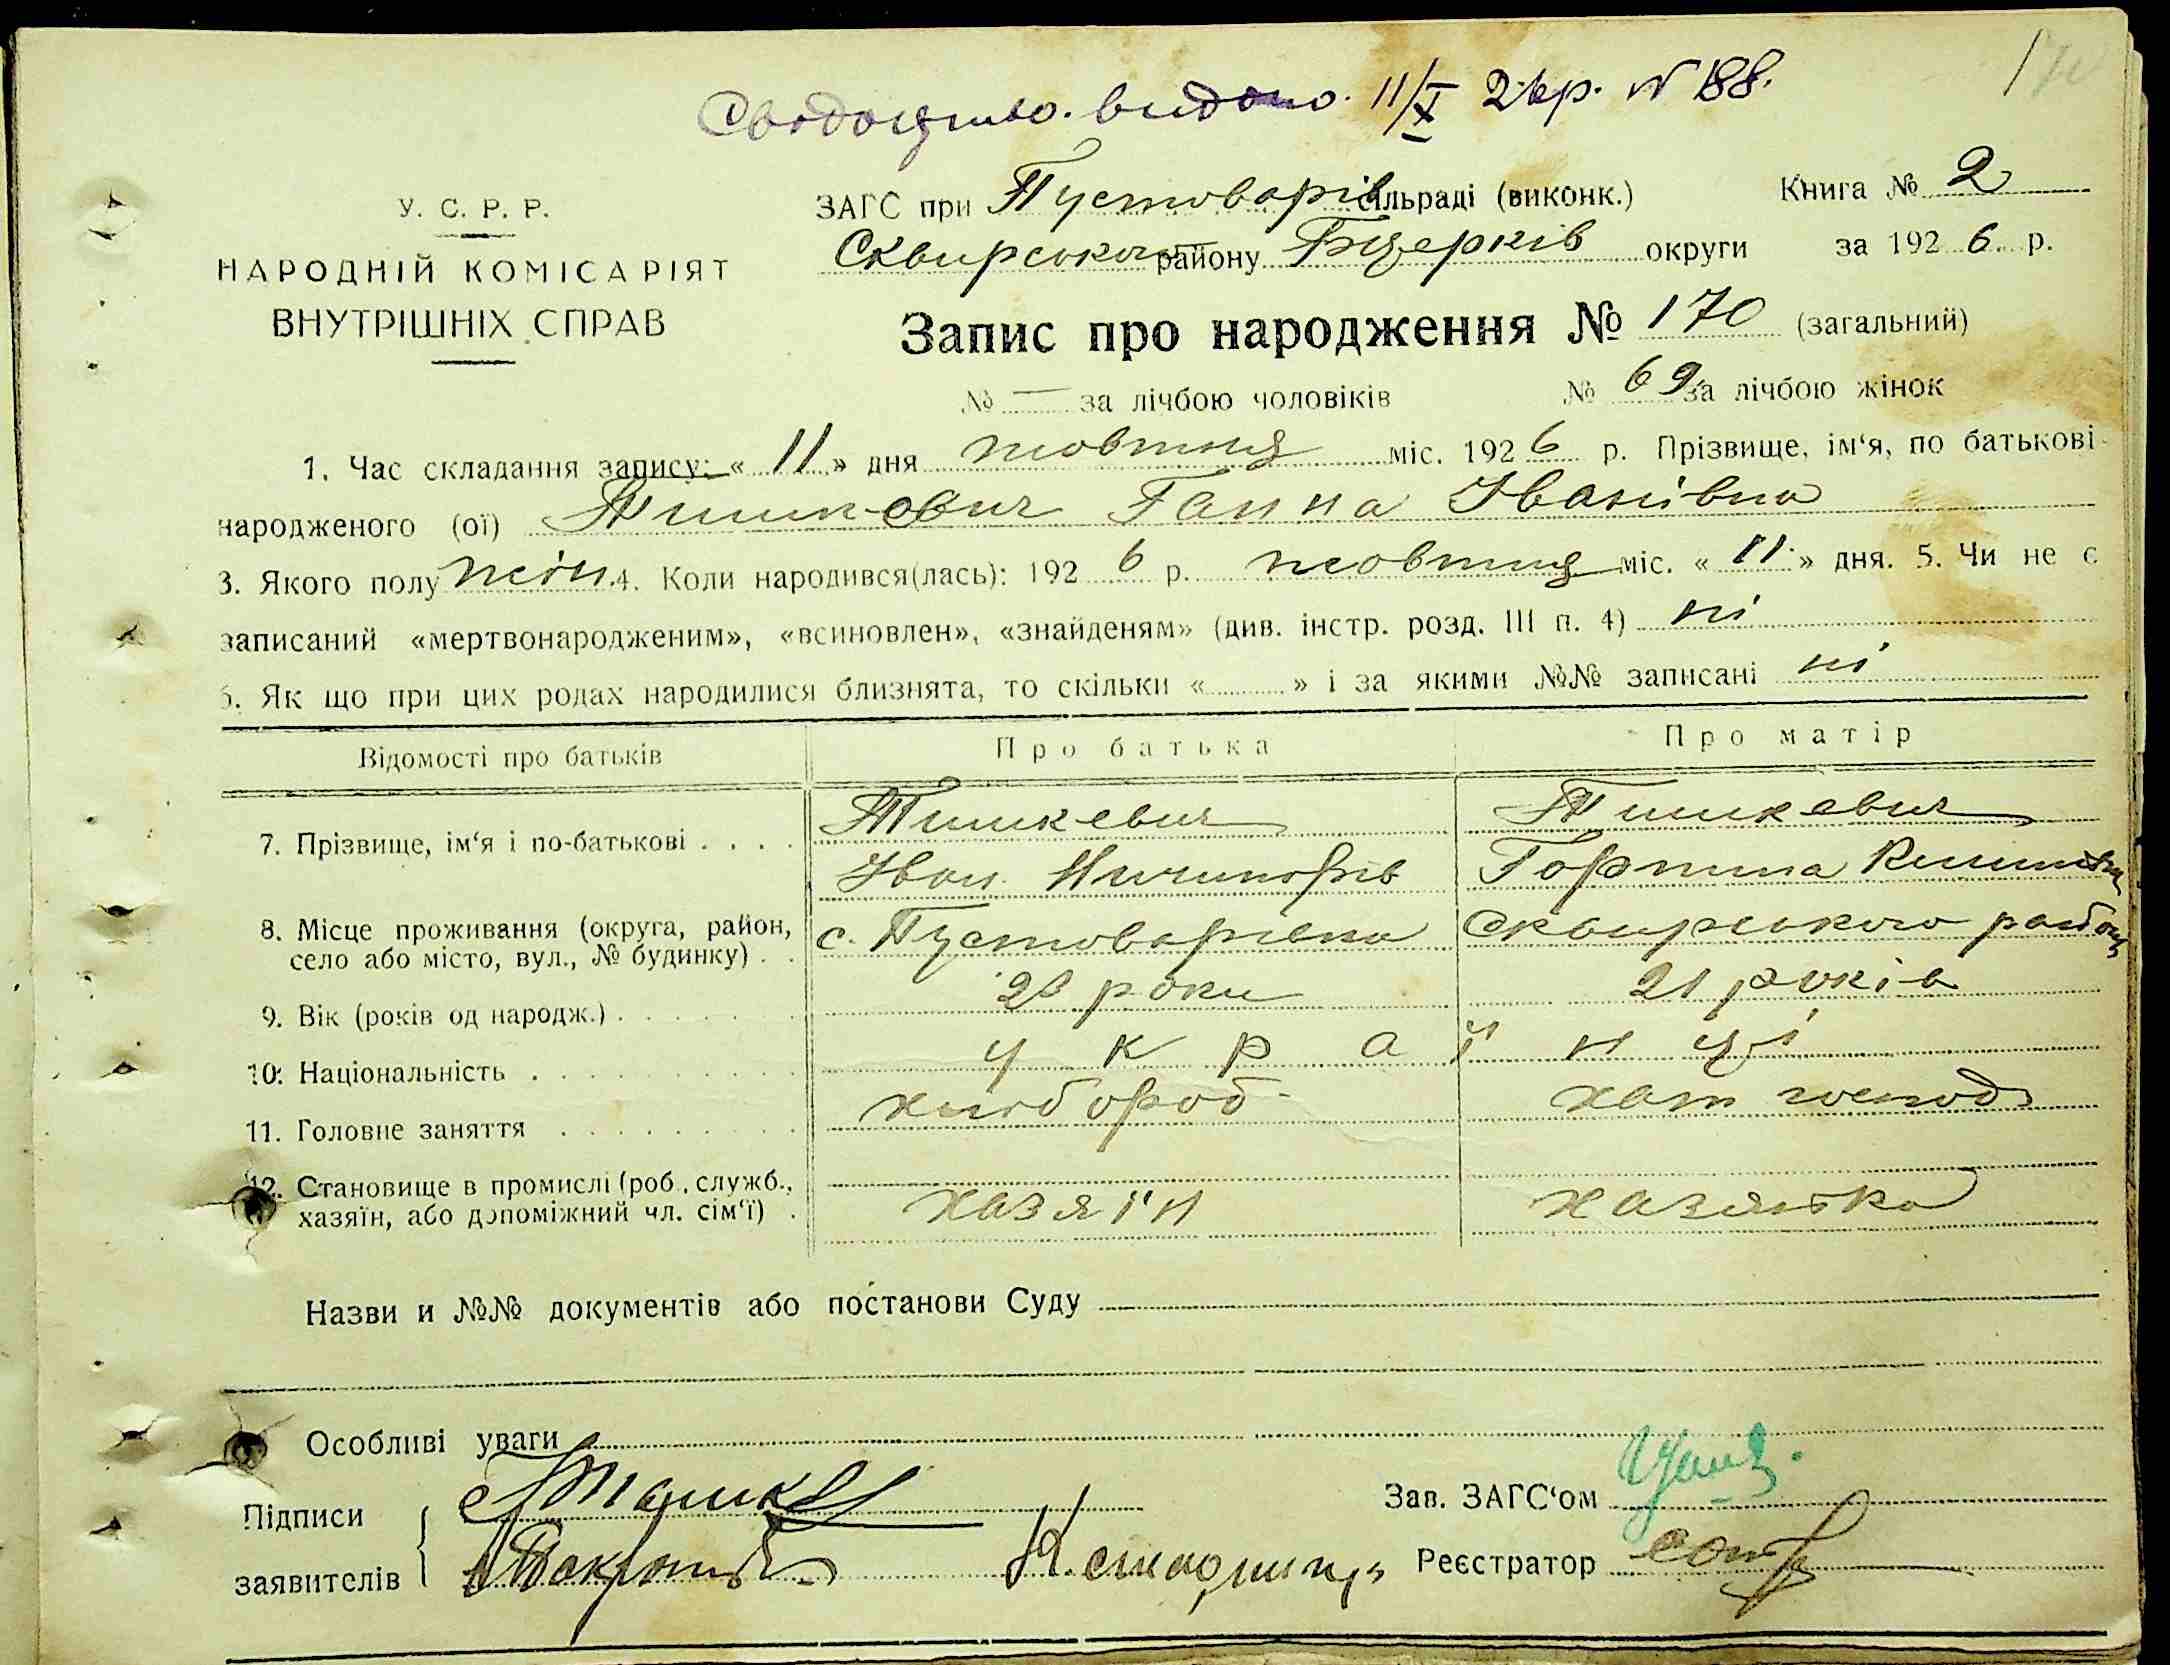 Свідоцтво видано. 11/X 26 р. N 188.
У. С. Р. Р.
НАРОДНІЙ КОМІСАРІЯТ
ВНУТРІШНІХ СПРАВ
ЗАГС при Пустоварів сільраді (виконк.) Книга № 2
Сквирського району Бцерків округи за 1926 р.
Запис про народження № 170 (загальний)
№ — за лічбою чоловіків № 69 за лічбою жінок
1. Час складання запису: « 11 » дня жовтня міс. 1926 р. Прізвище, ім‘я, по батькові
народженого (ої) Тишкевич Ганна Іванівна
3. Якого полу жін. 4. Коли народився(лась): 1926 р. жовтня міс. « 11 » дня. 5. Чи не є
записаний «мертвонародженим», «всиновлен», «знайденям» (див. інстр. розд. III п. 4) ні
6. Як що при цих родах народилися близнята, то скільки « » і за якими №№ записані ні
Відомості про батьків Про батька Про матір
7. Прізвище, ім‘я і по-батькові . . . . Тишкевич Тишкевич
Іван Ничипорів Горпина
8. Місце проживання (округа, район,
село або місто, вул., № будинку) . . с. Пустоварівка Сквирського району
9. Вік (років од народж.) . . . . роки 21 років
10. Національність . . . . українці
11. Головне заняття . . . . хлібороб хат господ
12. Становище в промислі (роб., служб.,
хазяїн, або допоміжний чл. сім‘ї) . хазяїн хазяйка
Назви и №№ документів або постанови Суду
Особливі уваги
Підписи
заявителів
Зав. ЗАГС‘ом
Реєстратор